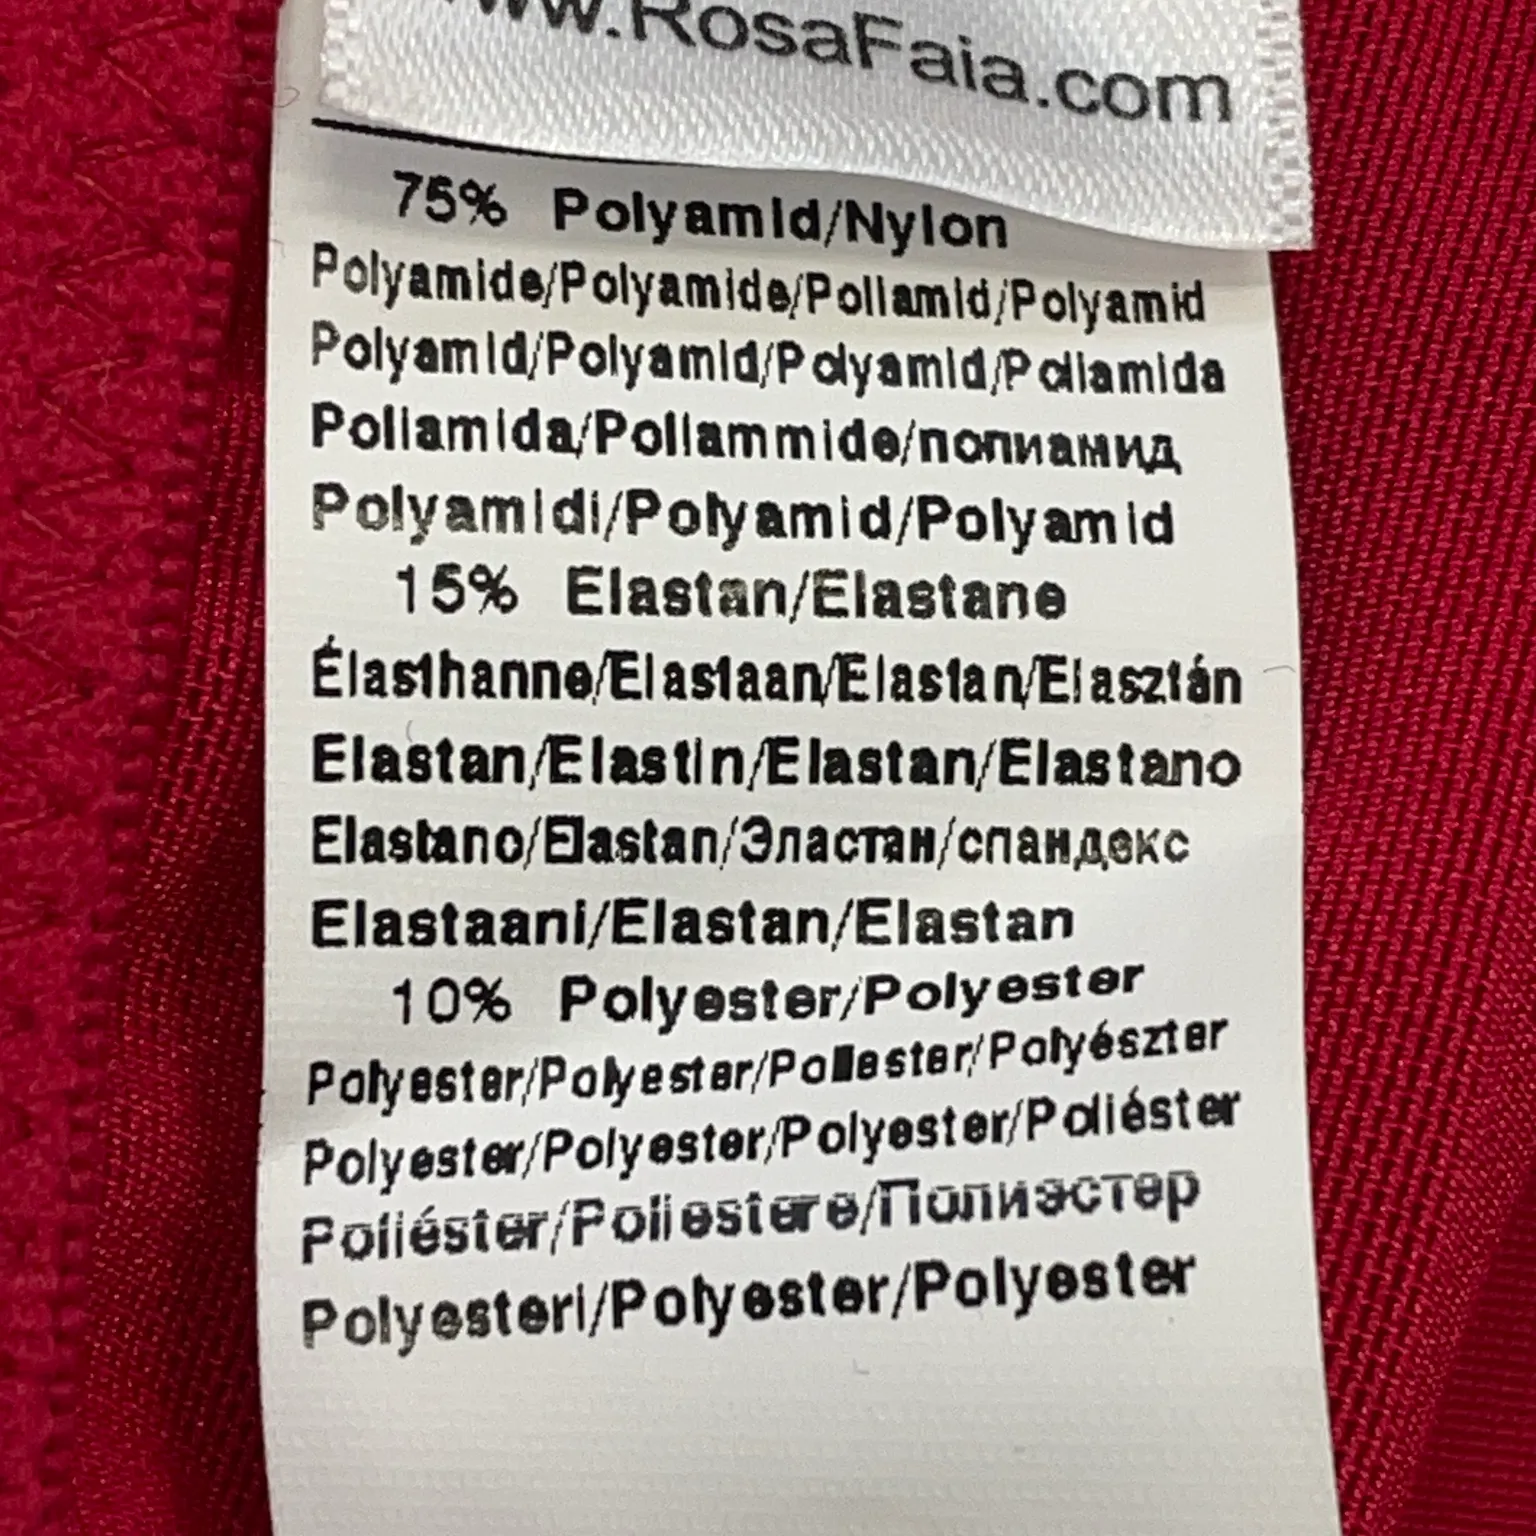 www.RosaFaia.com
75% Polyamid/Nylon
Polyamide/Polyamide/Poliamid/Polyamid
Polyamid/Polyamid/Polyamid/Poliamida
Poliamida/Poliammide/полиамид
Polyamidi/Polyamid/Polyamid
15% Elastan/Elastane
Élasthanne/Elastaan/Elastan/Elasztán
Elastan/Elastin/Elastan/Elastano
Elastano/Elastan/Эластан/спандекс
Elastaani/Elastan/Elastan
10% Polyester/Polyester
Polyester/Polyester/Poliester/Polyészter
Polyester/Polyester/Polyester/Poliéster
Poliéster/Poliestere/Полиэстер
Polyesteri/Polyester/Polyester